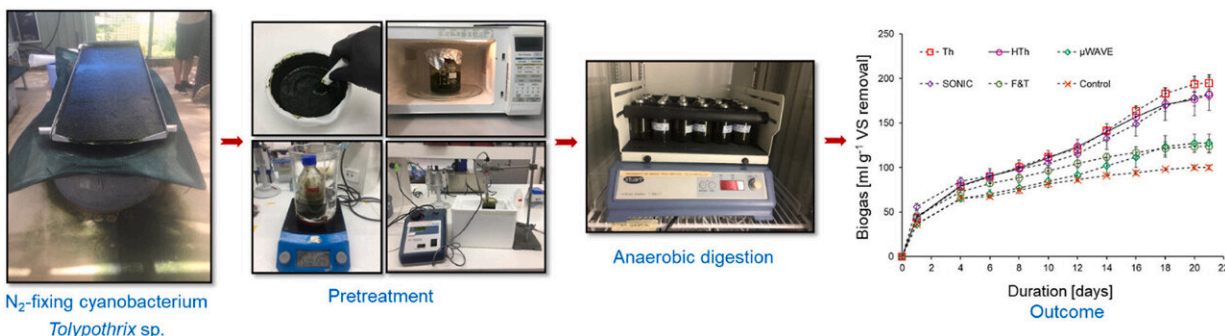 N₂-fixing cyanobacterium
Tolypothrix sp.
Pretreatment
Anaerobic digestion
Biogas [ml g⁻¹ VS removal]
250
200
150
100
50
0
Th
HTh
µWAVE
SONIC
F&T
Control
0 2 4 6 8 10 12 14 16 18 20 22
Duration [days]
Outcome